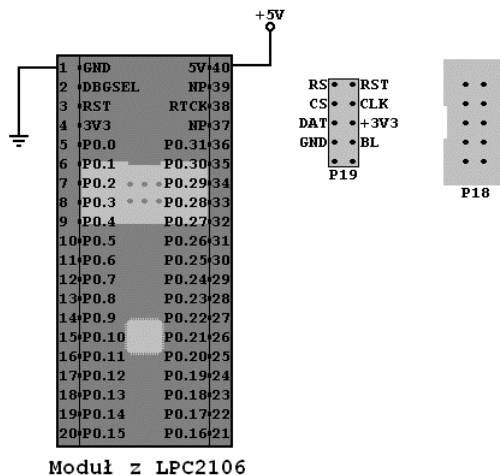 +5V
1 GND 5V 40
2 DBGSEL NP 39
3 RST RTCK 38
4 3V3 NP 37
5 P0.0 P0.31 36
6 P0.1 P0.30 35
7 P0.2 P0.29 34
8 P0.3 P0.28 33
9 P0.4 P0.27 32
10 P0.5 P0.26 31
11 P0.6 P0.25 30
12 P0.7 P0.24 29
13 P0.8 P0.23 28
14 P0.9 P0.22 27
15 P0.10 P0.21 26
16 P0.11 P0.20 25
17 P0.12 P0.19 24
18 P0.13 P0.18 23
19 P0.14 P0.17 22
20 P0.15 P0.16 21
Moduł z LPC2106
RS RST
CS CLK
DAT +3V3
GND BL
P19
P18